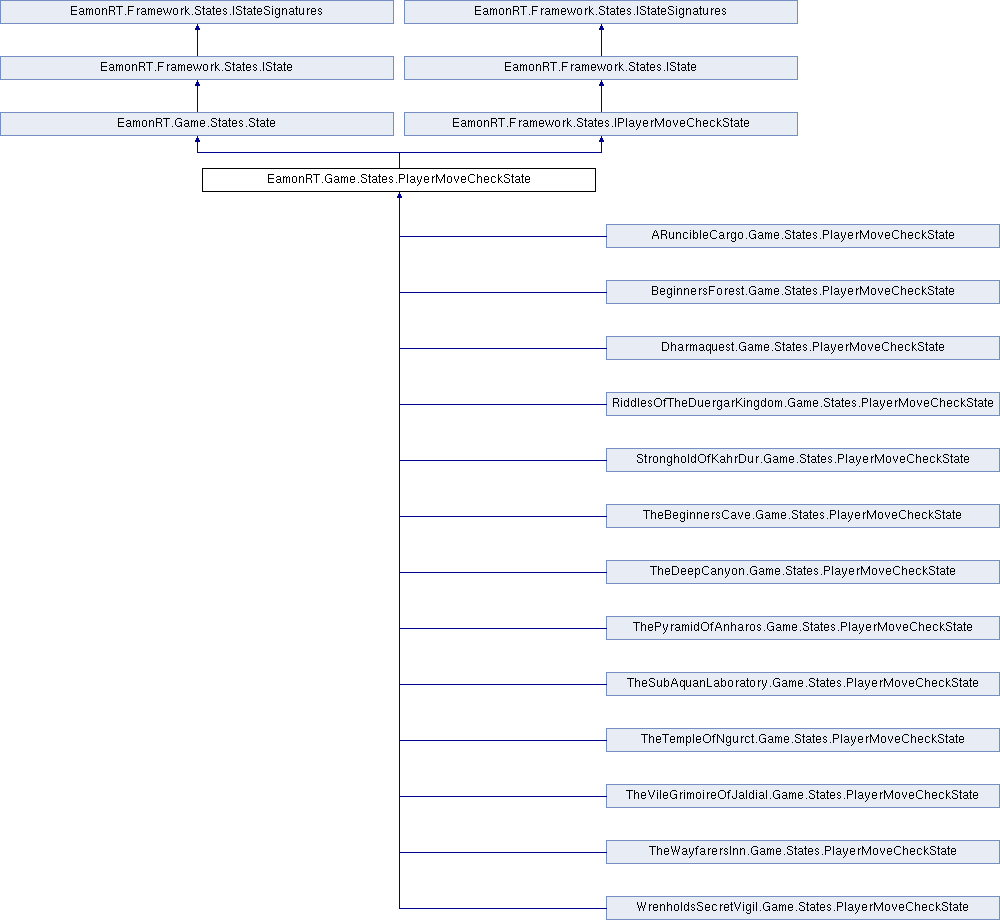 EamonRT.Framework.States.IStateSignatures
EamonRT.Framework.States.IStateSignatures
EamonRT.Framework.States.IState
EamonRT.Framework.States.IState
EamonRT.Game.States.State
EamonRT.Framework.States.IPlayerMoveCheckState
EamonRT.Game.States.PlayerMoveCheckState
ARuncibleCargo.Game.States.PlayerMoveCheckState
BeginnersForest.Game.States.PlayerMoveCheckState
Dharmaquest.Game.States.PlayerMoveCheckState
RiddlesOfTheDuergarKingdom.Game.States.PlayerMoveCheckState
StrongholdOfKahrDur.Game.States.PlayerMoveCheckState
TheBeginnersCave.Game.States.PlayerMoveCheckState
TheDeepCanyon.Game.States.PlayerMoveCheckState
ThePyramidOfAnharos.Game.States.PlayerMoveCheckState
TheSubAquanLaboratory.Game.States.PlayerMoveCheckState
TheTempleOfNgurct.Game.States.PlayerMoveCheckState
TheVileGrimoireOfJaldial.Game.States.PlayerMoveCheckState
TheWayfarersInn.Game.States.PlayerMoveCheckState
WrenholdsSecretVigil.Game.States.PlayerMoveCheckState